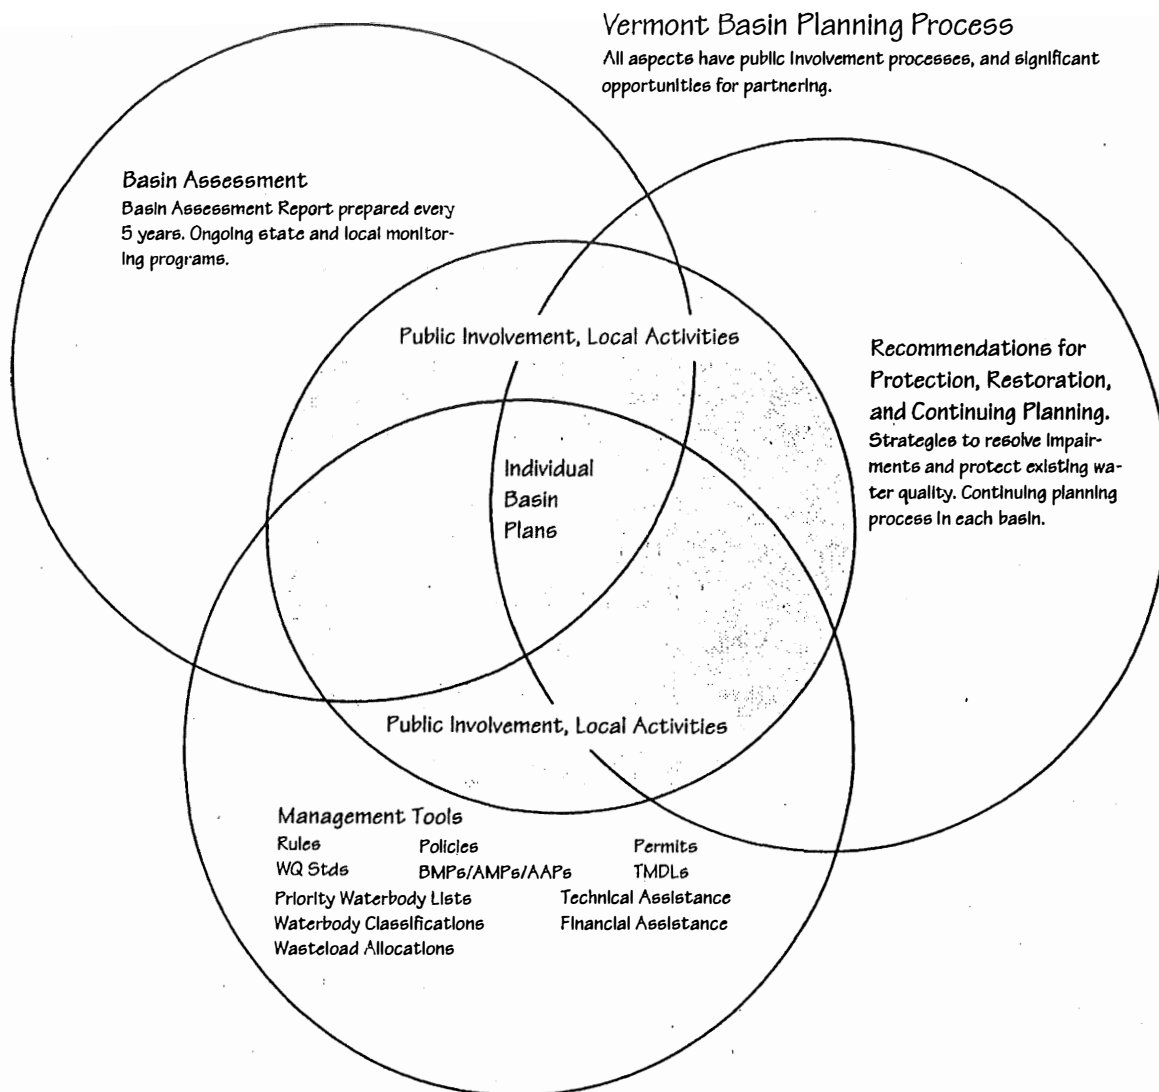 Vermont Basin Planning Process
All aspects have public involvement processes, and significant
opportunities for partnering.
Basin Assessment
Basin Assessment Report prepared every
5 years. Ongoing state and local monitor-
ing programs.
Public Involvement, Local Activities
Recommendations for
Protection, Restoration,
and Continuing Planning.
Strategies to resolve impair-
ments and protect existing wa-
ter quality. Continuing planning
process in each basin.
Individual
Basin
Plans
Public Involvement, Local Activities
Management Tools
Rules Policies Permits
WQ Stds BMPs/AMPs/AAPs TMDLs
Priority Waterbody Lists Technical Assistance
Waterbody Classifications Financial Assistance
Wasteload Allocations